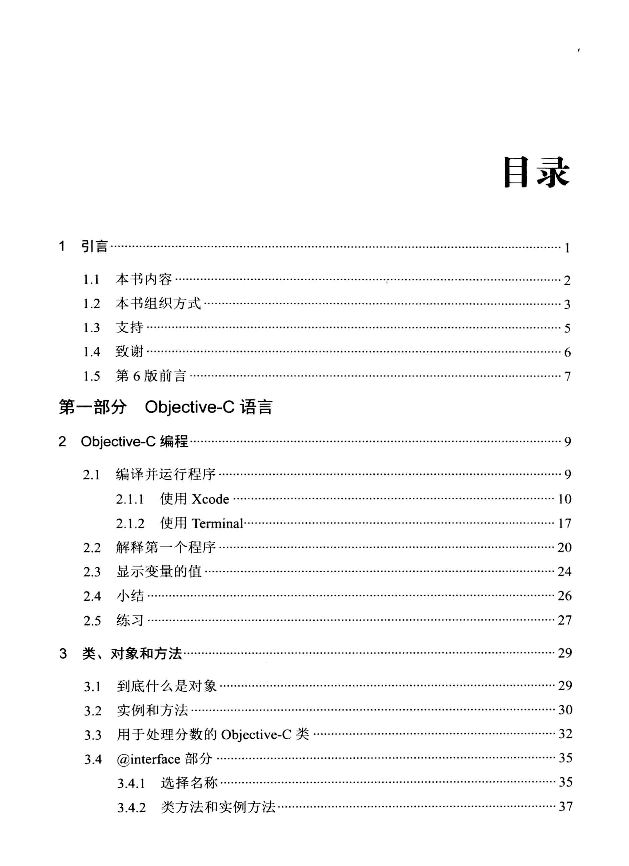 目录
1 引言 1
1.1 本书内容 2
1.2 本书组织方式 3
1.3 支持 5
1.4 致谢 6
1.5 第 6 版前言 7
第一部分 Objective-C 语言
2 Objective-C 编程 9
2.1 编译并运行程序 9
2.1.1 使用 Xcode 10
2.1.2 使用 Terminal 17
2.2 解释第一个程序 20
2.3 显示变量的值 24
2.4 小结 26
2.5 练习 27
3 类、对象和方法 29
3.1 到底什么是对象 29
3.2 实例和方法 30
3.3 用于处理分数的 Objective-C 类 32
3.4 @interface 部分 35
3.4.1 选择名称 35
3.4.2 类方法和实例方法 37